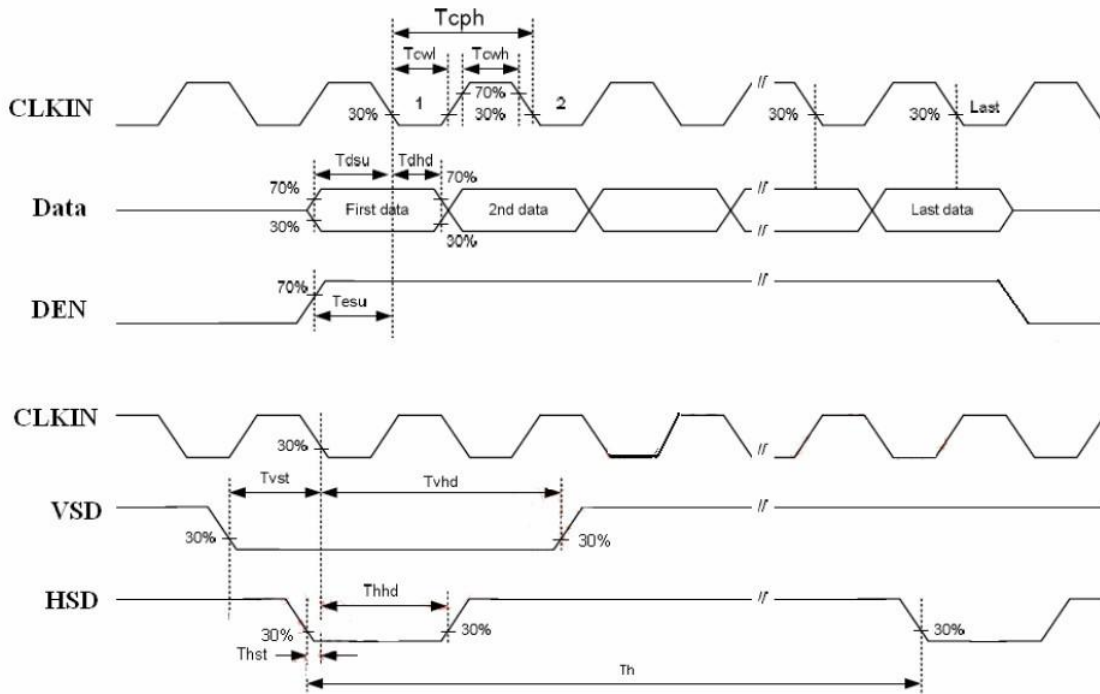 Tcph
Tcwl Tcwh
CLKIN 30% 1 70% 30% 2 // 30% 30% Last
Tdsu Tdhd
70% 70%
Data First data 2nd data // // Last data
30% 30%
70%
DEN Tesu //
CLKIN 30% //
Tvst Tvhd
VSD 30% // 30%
HSD Thhd //
30% 30% 30%
Thst Th